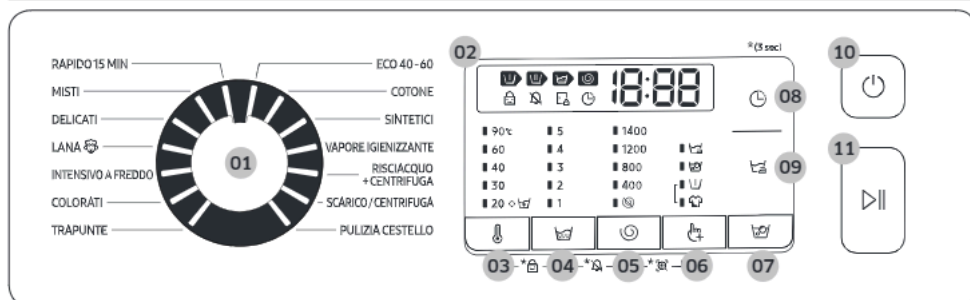 *(3 sec)
02
10
RAPIDO 15 MIN
ECO 40-60
MISTI
COTONE
18:88
08
DELICATI
SINTETICI
90℃ 5 1400
11
LANA
01
VAPORE IGIENIZZANTE
60 4 1200
09
INTENSIVO A FREDDO
RISCIACQUO
+CENTRIFUGA
40 3 800
30 2 400
COLORATI
SCARICO / CENTRIFUGA
20 1
TRAPUNTE
PULIZIA CESTELLO
03 * 04 * 05 * 06 07